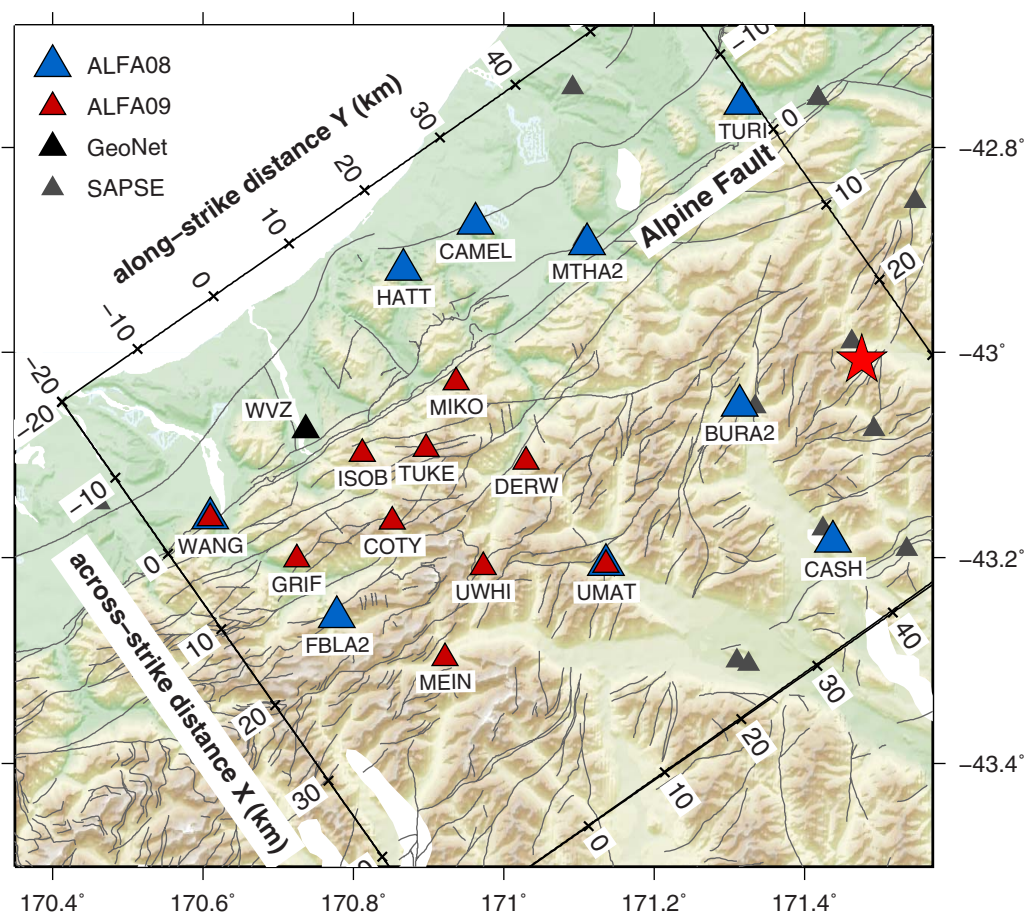 ALFA08
ALFA09
GeoNet
SAPSE
along−strike distance Y (km)
−20
−10
0
10
20
30
40
−10
0
10
20
TURI
Alpine Fault
CAMEL
MTHA2
HATT
MIKO
WVZ
BURA2
ISOB
TUKE
DERW
WANG
COTY
GRIF
UWHI
UMAT
CASH
FBLA2
MEIN
−20
−10
0
10
20
30
across−strike distance X (km)
0
10
20
30
40
−42.8°
−43°
−43.2°
−43.4°
170.4°
170.6°
170.8°
171°
171.2°
171.4°